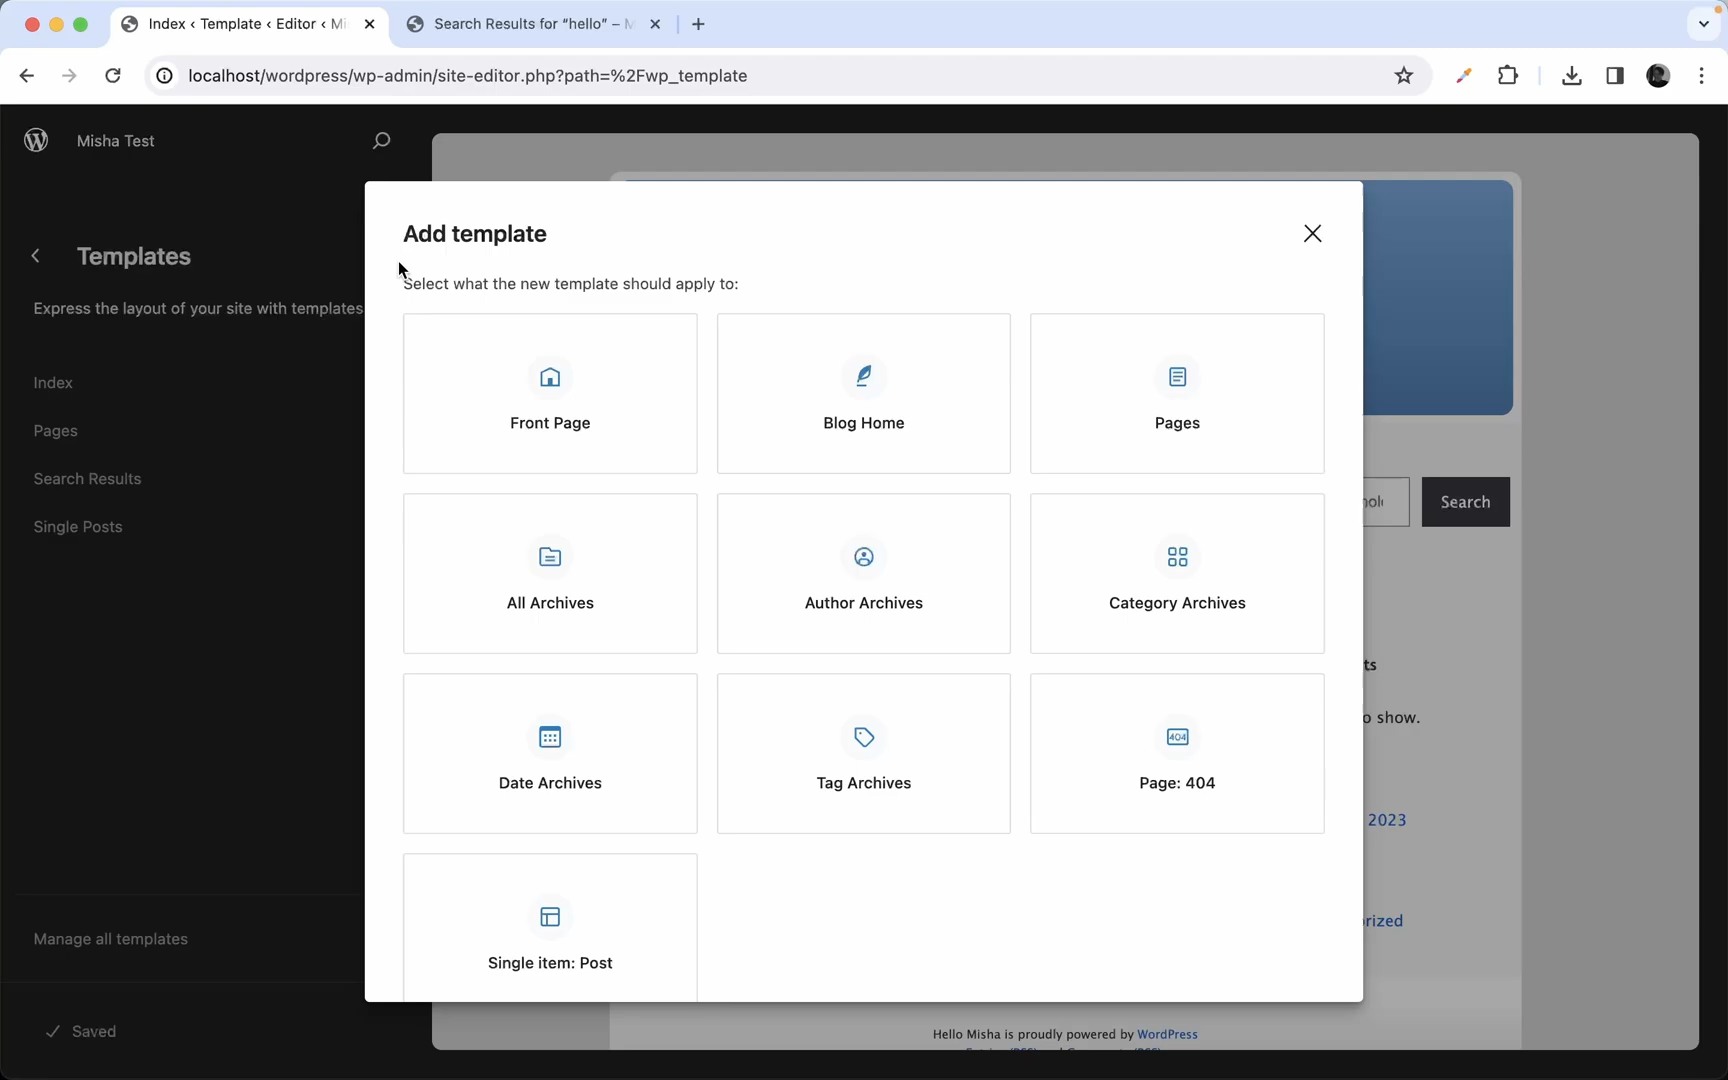 Index ‹ Template ‹ Editor ‹ Mi
Search Results for “hello” – M
localhost/wordpress/wp-admin/site-editor.php?path=%2Fwp_template
Misha Test
Templates
Express the layout of your site with templates
Index
Pages
Search Results
Single Posts
Manage all templates
Saved
Add template
Select what the new template should apply to:
Front Page
Blog Home
Pages
All Archives
Author Archives
Category Archives
Date Archives
Tag Archives
404
Page: 404
Single item: Post
Search
ts
o show.
2023
rized
Hello Misha is proudly powered by WordPress